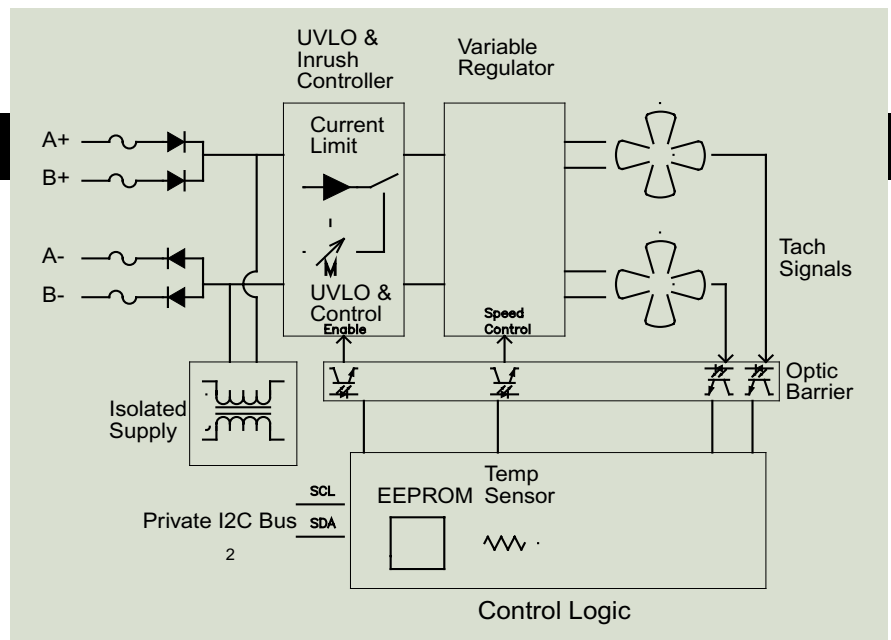 UVLO &
Inrush
Controller
Variable
Regulator
A+
B+
A-
B-
Current
Limit
UVLO &
Control
Enable
Speed
Control
Tach
Signals
Optic
Barrier
Isolated
Supply
Private I2C Bus
2
SCL
SDA
EEPROM
Temp
Sensor
Control Logic